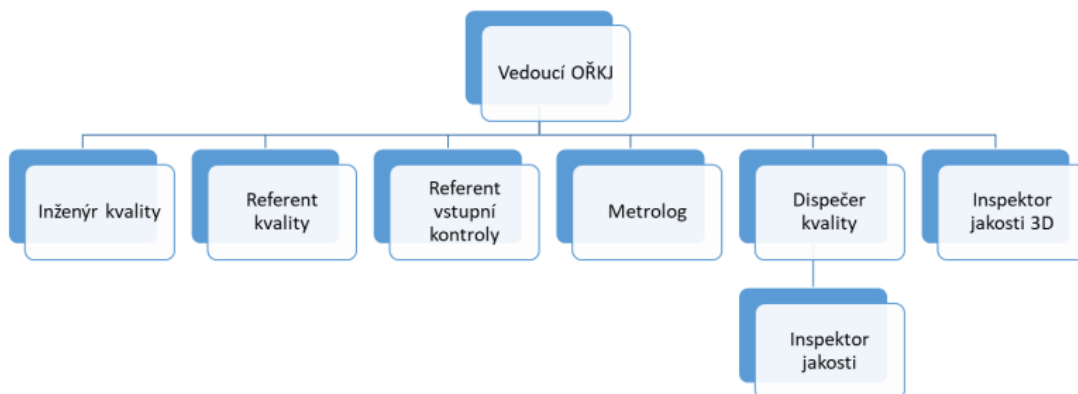 Vedoucí OŘKJ
Inženýr kvality
Referent
kvality
Referent
vstupní
kontroly
Metrolog
Dispečer
kvality
Inspektor
jakosti 3D
Inspektor
jakosti